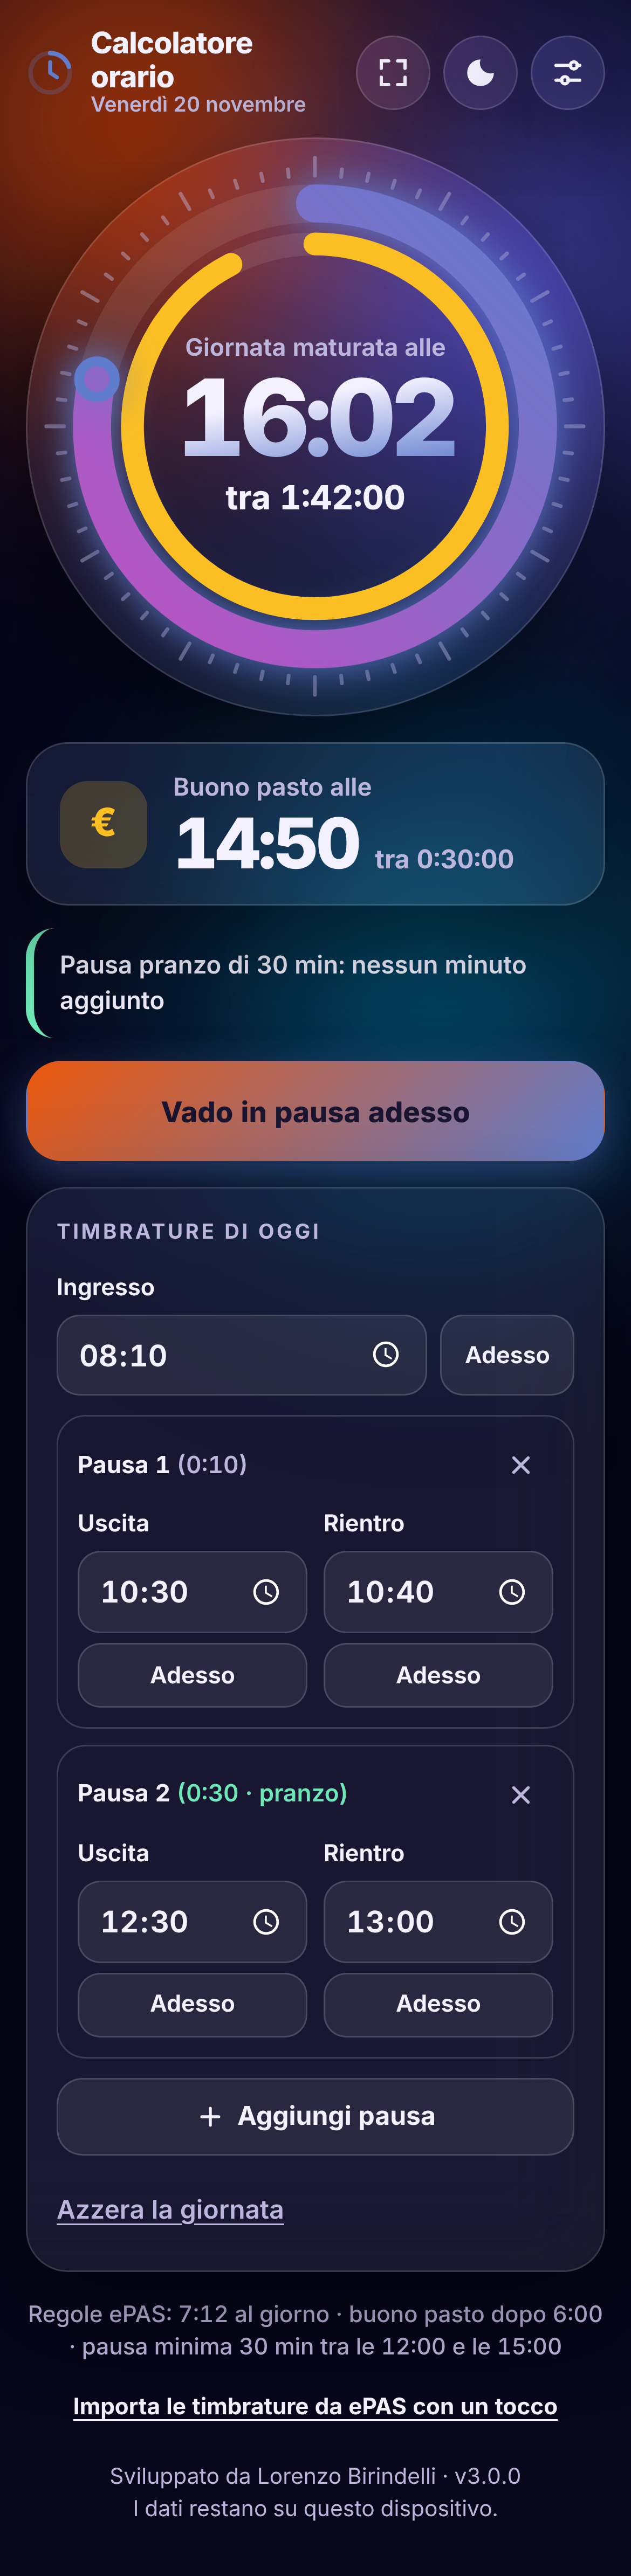 Calcolatore
orario
Venerdì 20 novembre
Giornata maturata alle
16:02
tra 1:42:00
€
Buono pasto alle
14:50 tra 0:30:00
Pausa pranzo di 30 min: nessun minuto
aggiunto
Vado in pausa adesso
TIMBRATURE DI OGGI
Ingresso
08:10 Adesso
Pausa 1 (0:10)
Uscita Rientro
10:30 10:40
Adesso Adesso
Pausa 2 (0:30 · pranzo)
Uscita Rientro
12:30 13:00
Adesso Adesso
+ Aggiungi pausa
Azzera la giornata
Regole ePAS: 7:12 al giorno · buono pasto dopo 6:00
· pausa minima 30 min tra le 12:00 e le 15:00
Importa le timbrature da ePAS con un tocco
Sviluppato da Lorenzo Birindelli · v3.0.0
I dati restano su questo dispositivo.